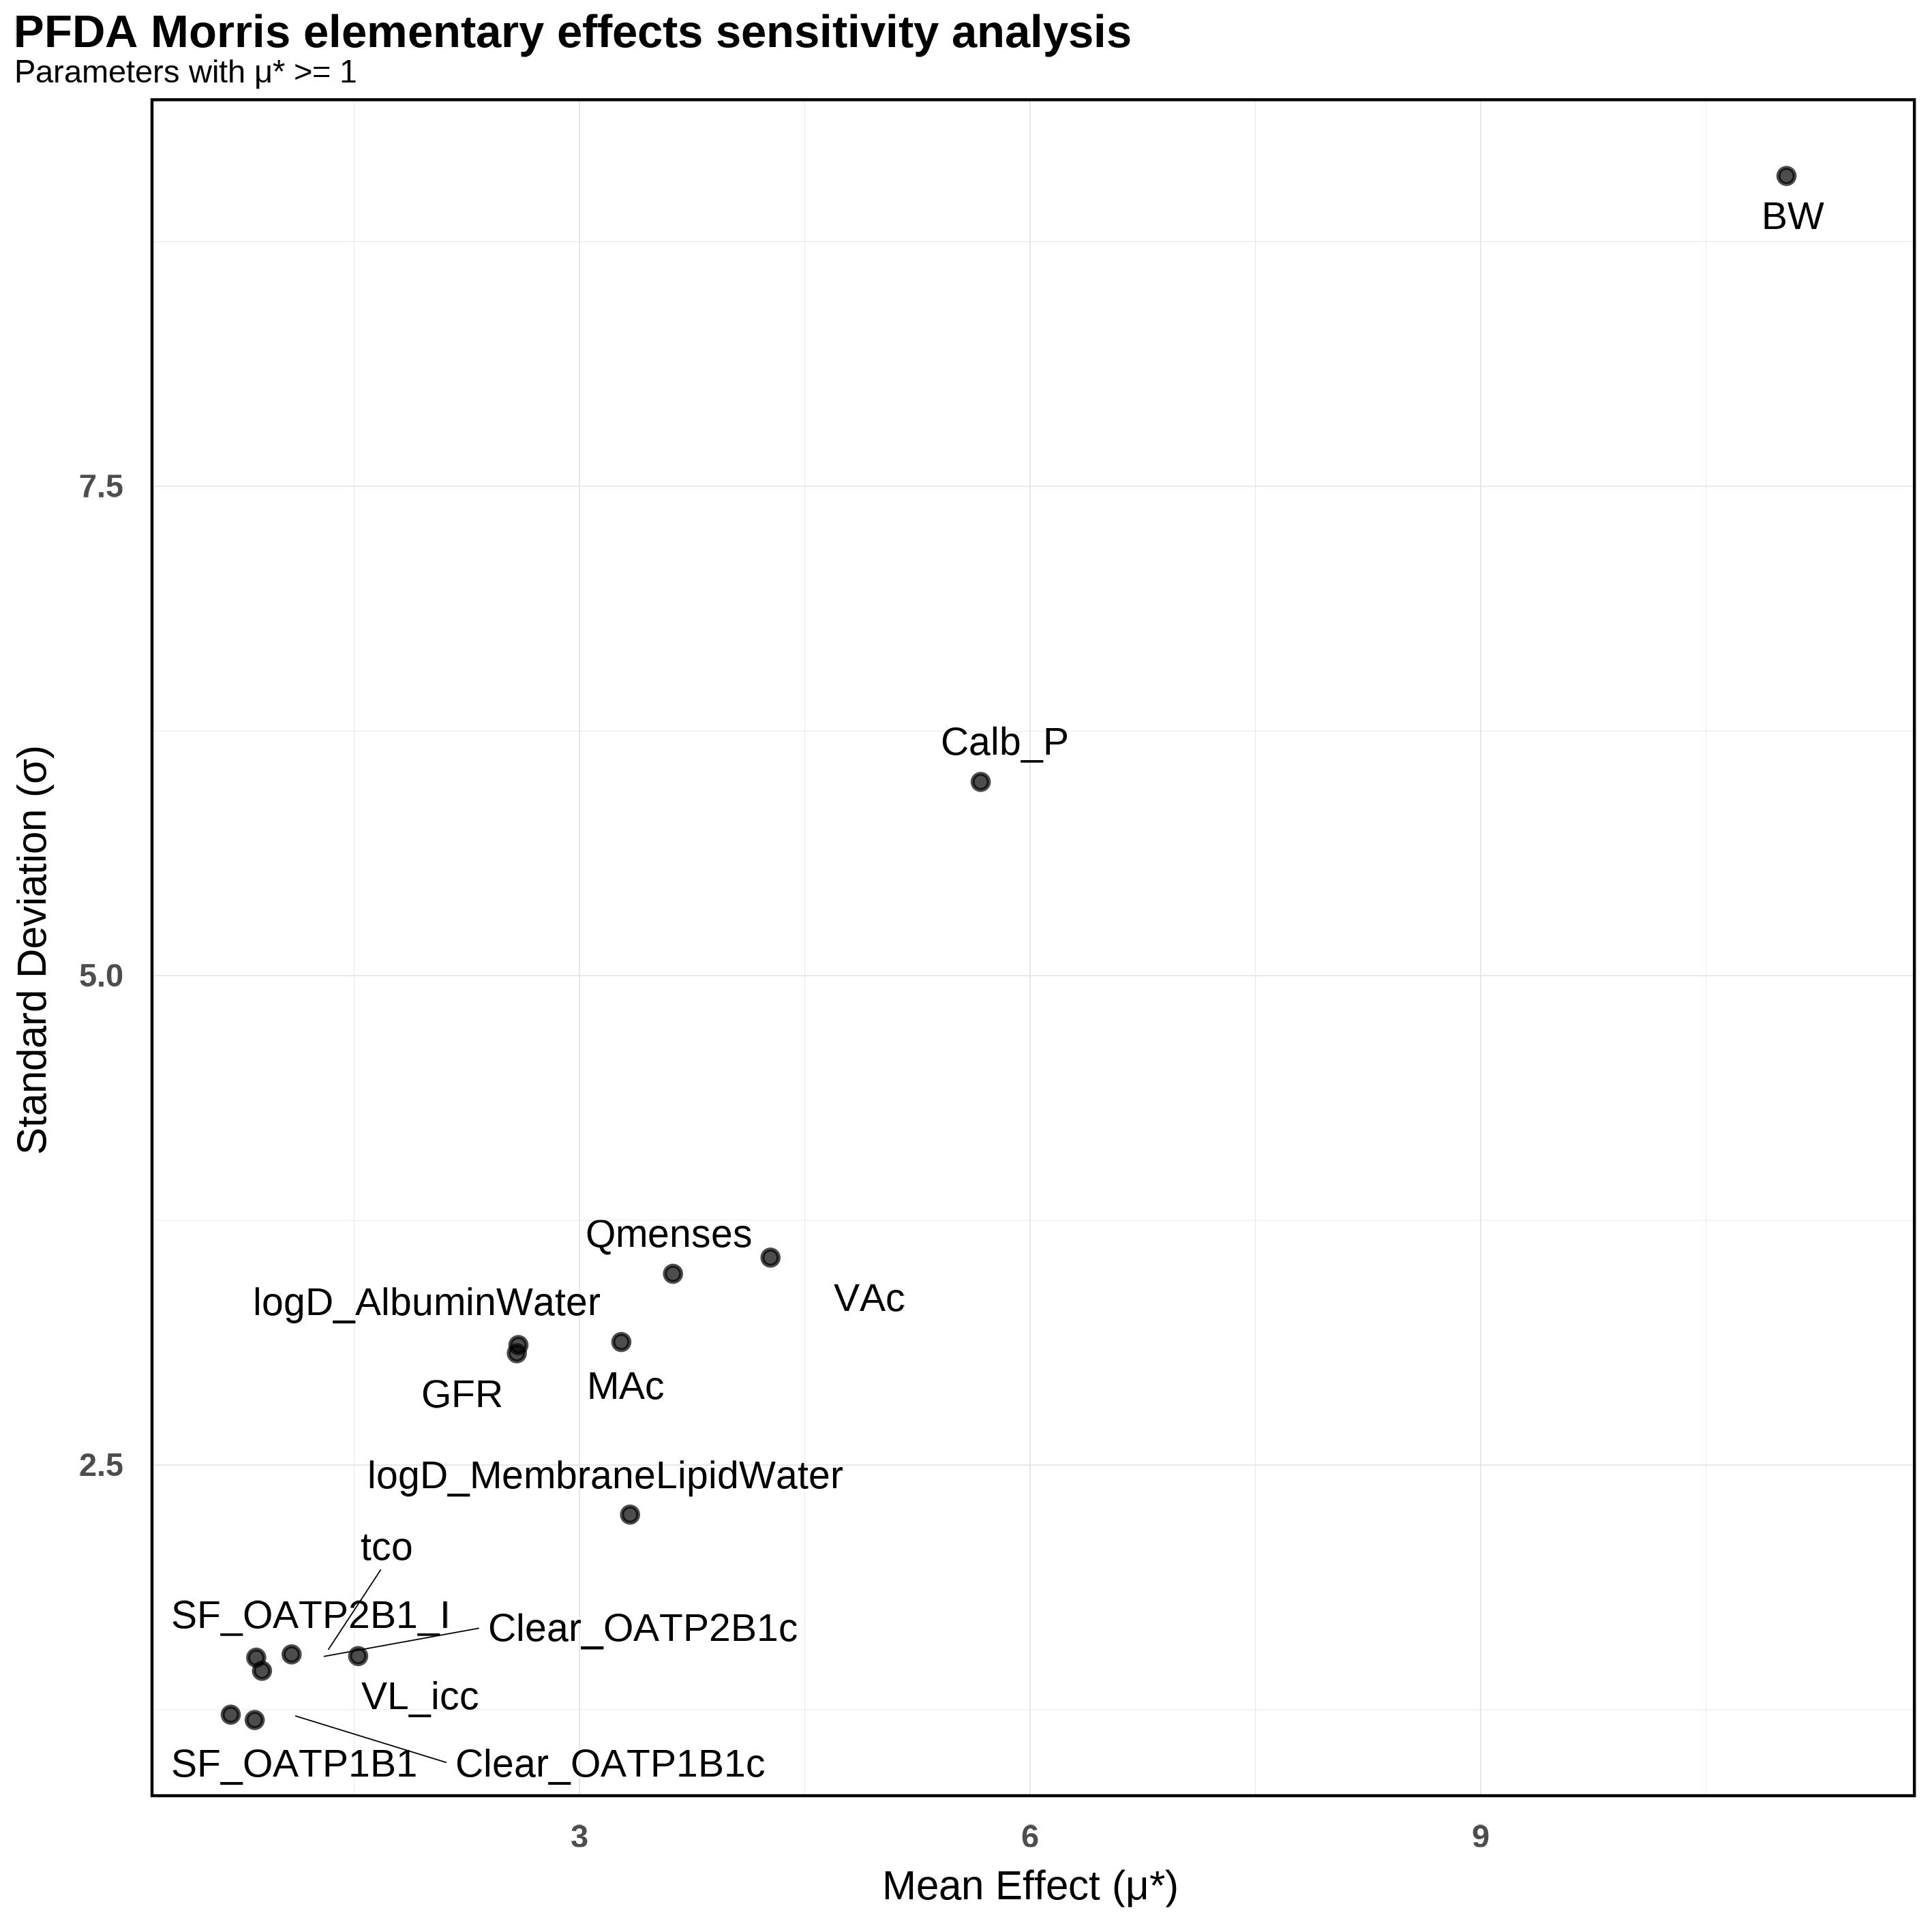 PFDA Morris elementary effects sensitivity analysis
Parameters with μ* >= 1
BW
7.5
Calb_P
Standard Deviation (σ)
5.0
Qmenses
VAc
logD_AlbuminWater
MAc
GFR
2.5
logD_MembraneLipidWater
tco
SF_OATP2B1_I
Clear_OATP2B1c
VL_icc
SF_OATP1B1
Clear_OATP1B1c
3
6
9
Mean Effect (μ*)